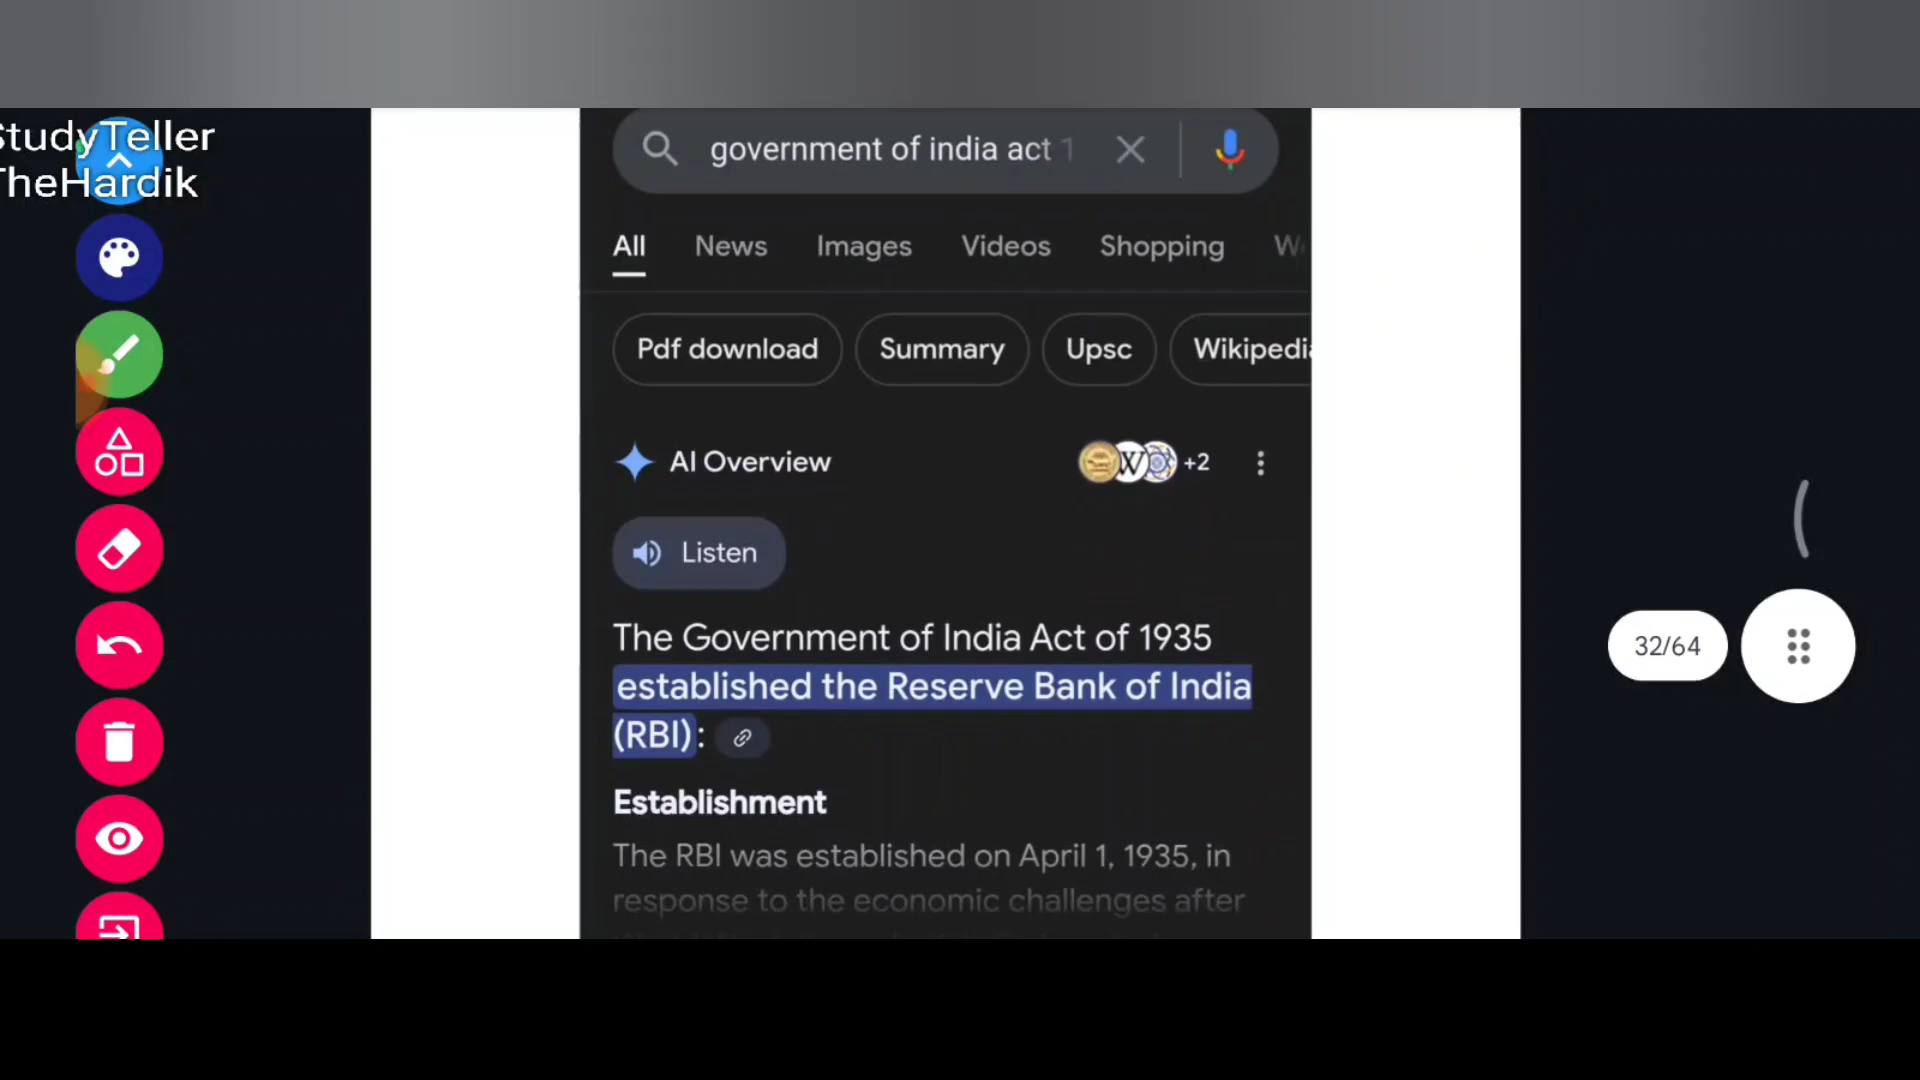 StudyTeller
TheHardik
government of india act 1
All News Images Videos Shopping
Pdf download Summary Upsc Wikipedia
AI Overview +2
Listen
The Government of India Act of 1935
established the Reserve Bank of India
(RBI):
32/64
Establishment
The RBI was established on April 1, 1935, in
response to the economic challenges after